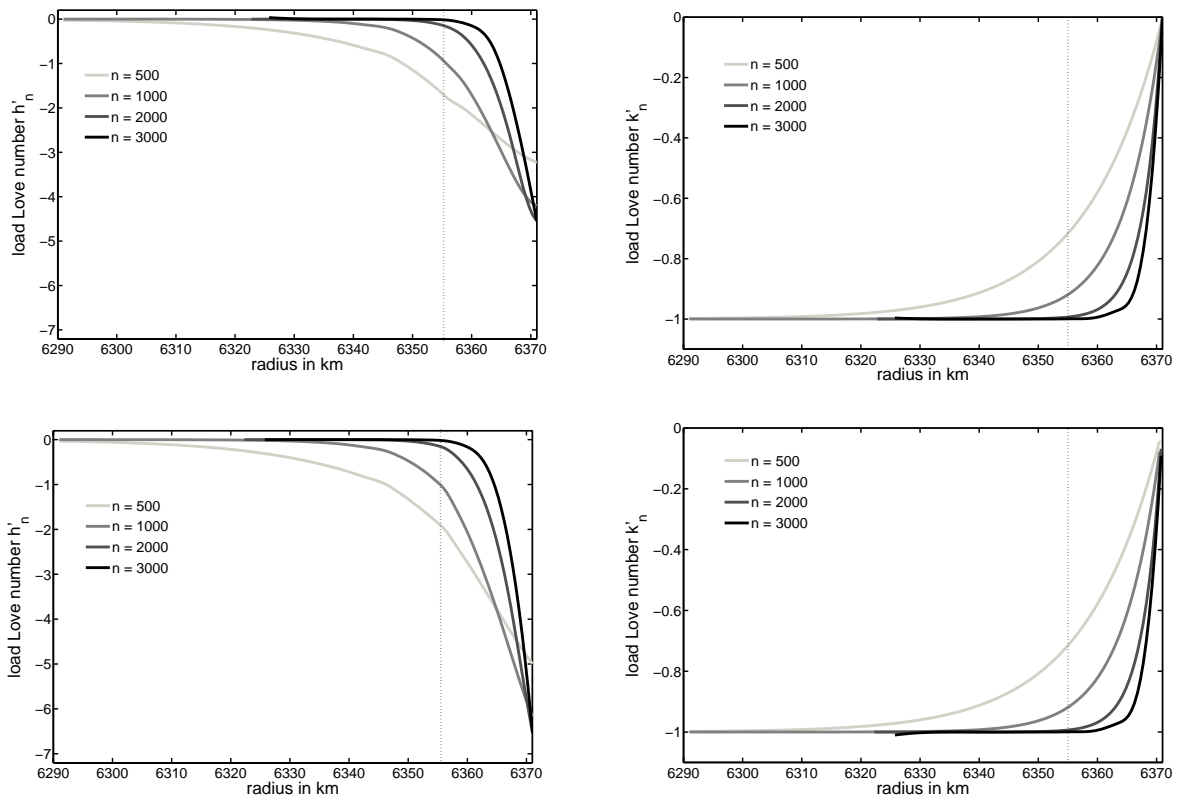 0
−1
−2
−3
−4
−5
−6
−7
load Love number h'n
n = 500
n = 1000
n = 2000
n = 3000
6290 6300 6310 6320 6330 6340 6350 6360 6370
radius in km
0
−0.2
−0.4
−0.6
−0.8
−1
load Love number k'n
n = 500
n = 1000
n = 2000
n = 3000
6290 6300 6310 6320 6330 6340 6350 6360 6370
radius in km
0
−1
−2
−3
−4
−5
−6
−7
load Love number h'n
n = 500
n = 1000
n = 2000
n = 3000
6290 6300 6310 6320 6330 6340 6350 6360 6370
radius in km
0
−0.2
−0.4
−0.6
−0.8
−1
load Love number k'n
n = 500
n = 1000
n = 2000
n = 3000
6290 6300 6310 6320 6330 6340 6350 6360 6370
radius in km